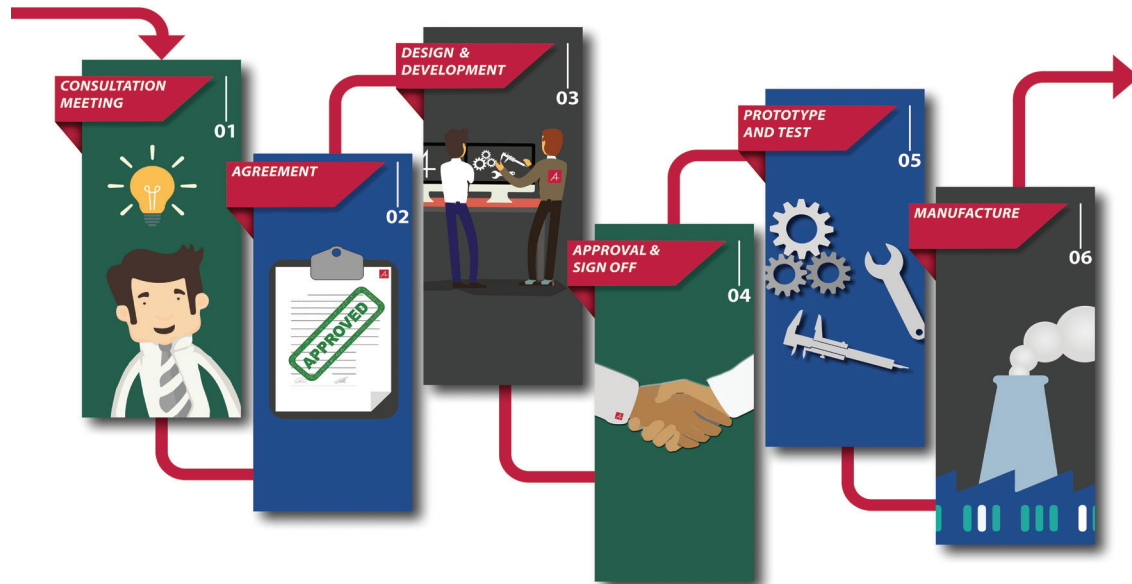 CONSULTATION
MEETING
01
AGREEMENT
02
APPROVED
DESIGN &
DEVELOPMENT
03
APPROVAL &
SIGN OFF
04
PROTOTYPE
AND TEST
05
MANUFACTURE
06